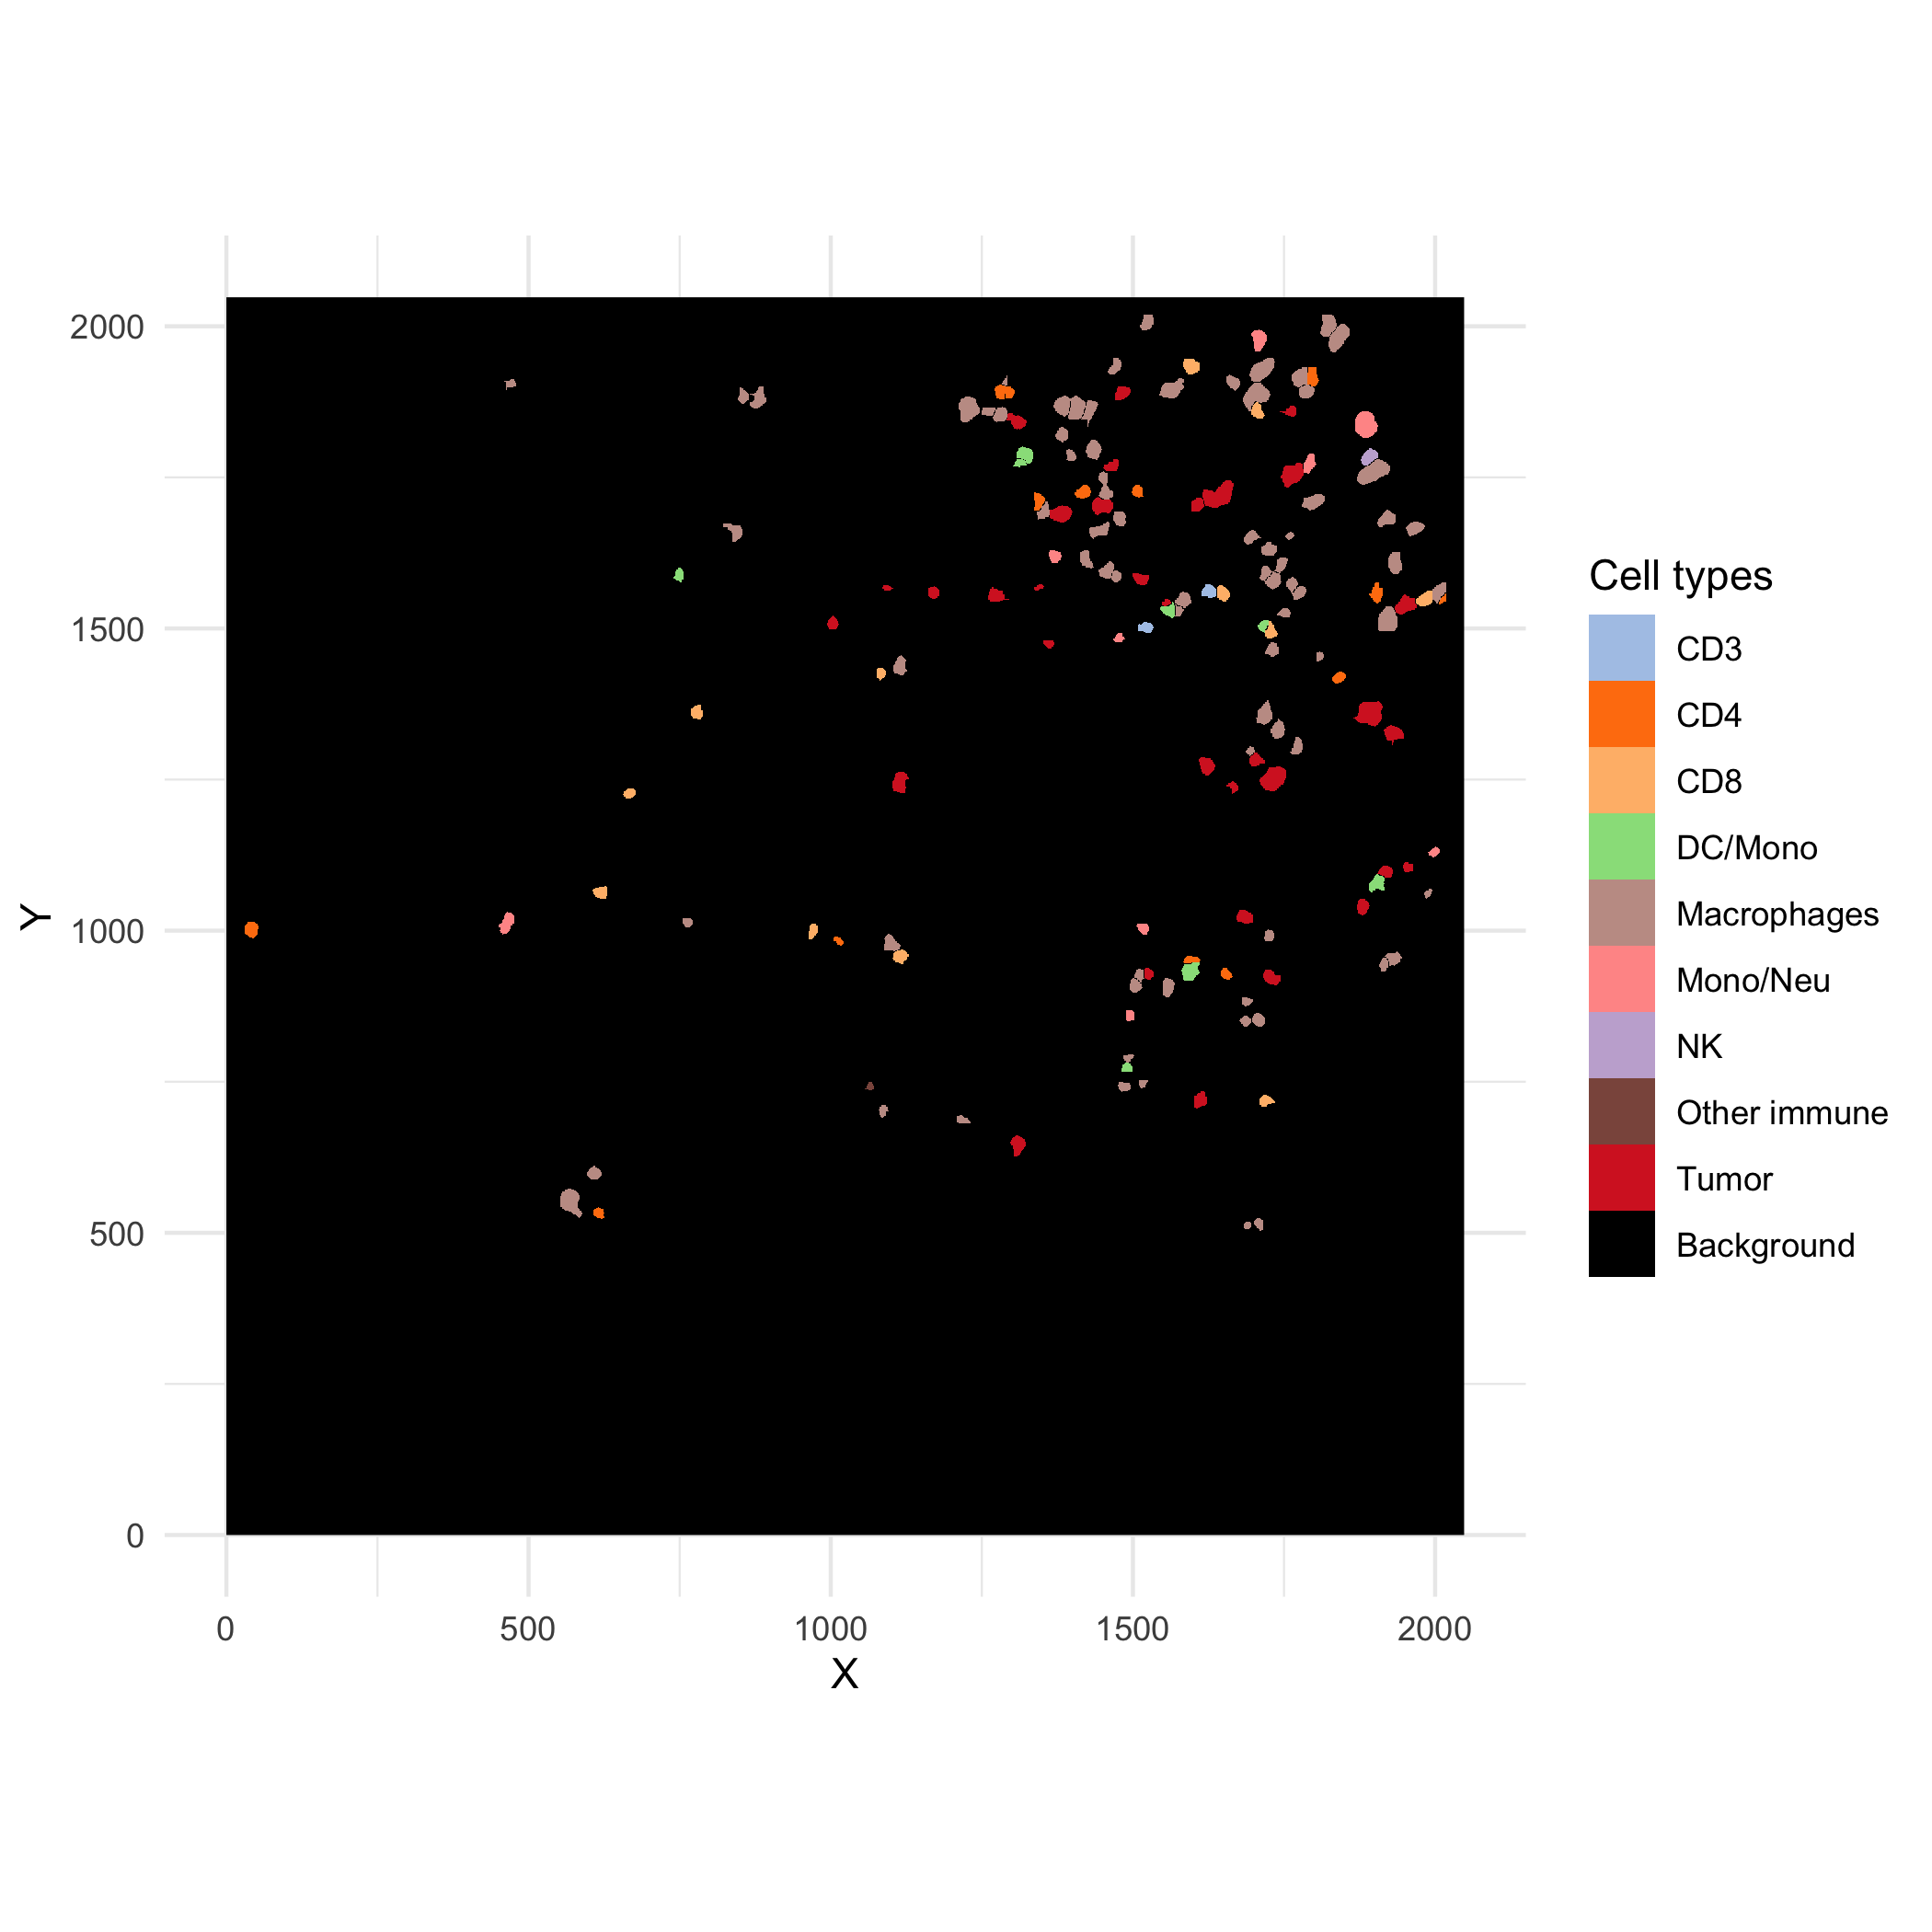 2000
1500
1000
500
0
Y
0 500 1000 1500 2000
X
Cell types
CD3
CD4
CD8
DC/Mono
Macrophages
Mono/Neu
NK
Other immune
Tumor
Background